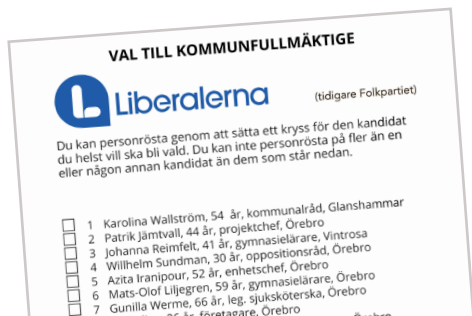 VAL TILL KOMMUNFULLMÄKTIGE
Liberalerna (tidigare Folkpartiet)
Du kan personrösta genom att sätta ett kryss för den kandidat
du helst vill ska bli vald. Du kan inte personrösta på fler än en
eller någon annan kandidat än dem som står nedan.
1 Karolina Wallström, 54 år, kommunalråd, Glanshammar
2 Patrik Jämtvall, 44 år, projektchef, Örebro
3 Johanna Reimfelt, 41 år, gymnasielärare, Vintrosa
4 Willhelm Sundman, 30 år, oppositionsråd, Örebro
5 Azita Iranipour, 52 år, enhetschef, Örebro
6 Mats-Olof Liljegren, 59 år, gymnasielärare, Örebro
7 Gunilla Werme, 66 år, leg. sjuksköterska, Örebro
år, företagare, Örebro